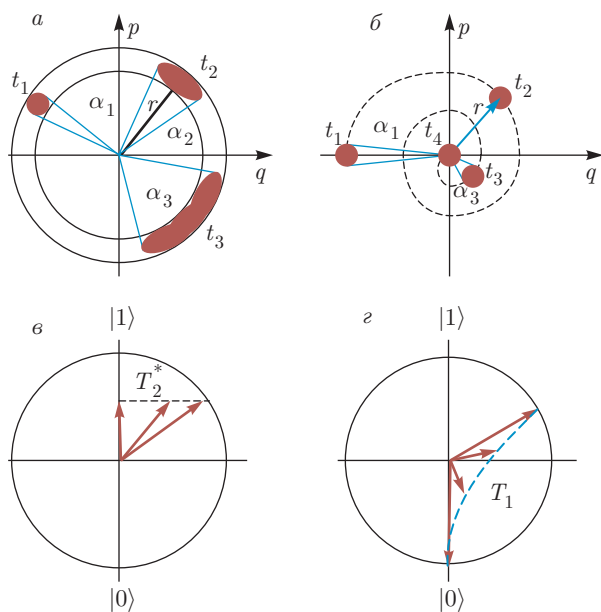 а
p
t₁
t₂
α₁
r
α₂
q
α₃
t₃
б
p
t₂
r
t₁
α₁
t₄
t₃
α₃
q
в
|1⟩
T₂*
|0⟩
г
|1⟩
T₁
|0⟩